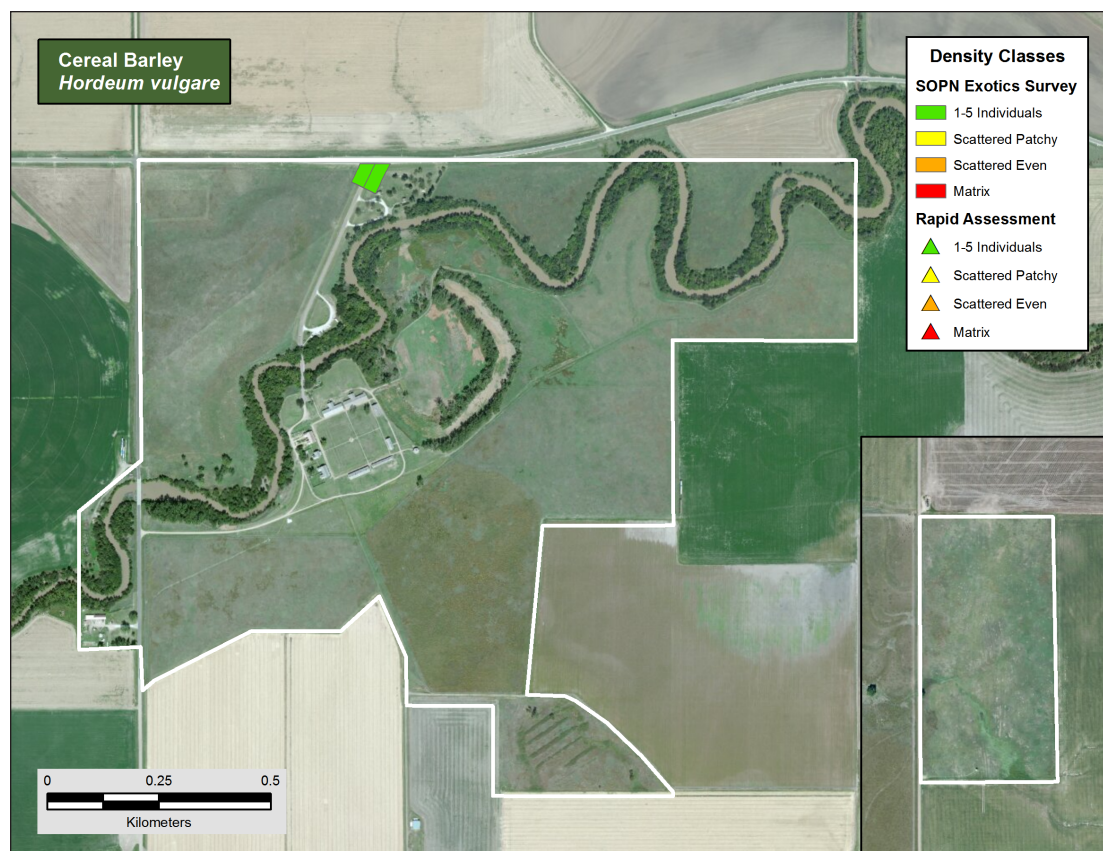 Cereal Barley
Hordeum vulgare
Density Classes
SOPN Exotics Survey
1-5 Individuals
Scattered Patchy
Scattered Even
Matrix
Rapid Assessment
1-5 Individuals
Scattered Patchy
Scattered Even
Matrix
0 0.25 0.5
Kilometers